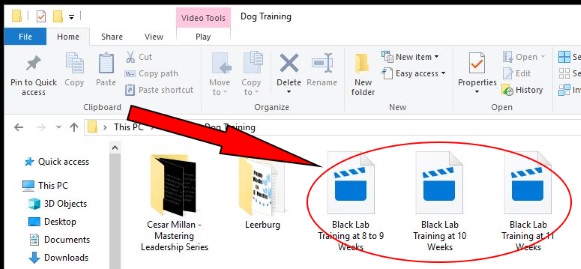 Video Tools
Dog Training
File
Home
Share
View
Play
Pin to Quick
access
Copy
Paste
Cut
Copy path
Paste shortcut
Clipboard
Move
to
Copy
to
Delete
Rename
Organize
New
folder
New item
Easy access
New
Properties
Open
Edit
History
Open
Se
Se
Inv
This PC
Dog Training
Quick access
This PC
3D Objects
Desktop
Documents
Downloads
Cesar Millan -
Mastering
Leadership Series
Leerburg
Black Lab
Training at 8 to 9
Weeks
Black Lab
Training at 10
Weeks
Black Lab
Training at 11
Weeks